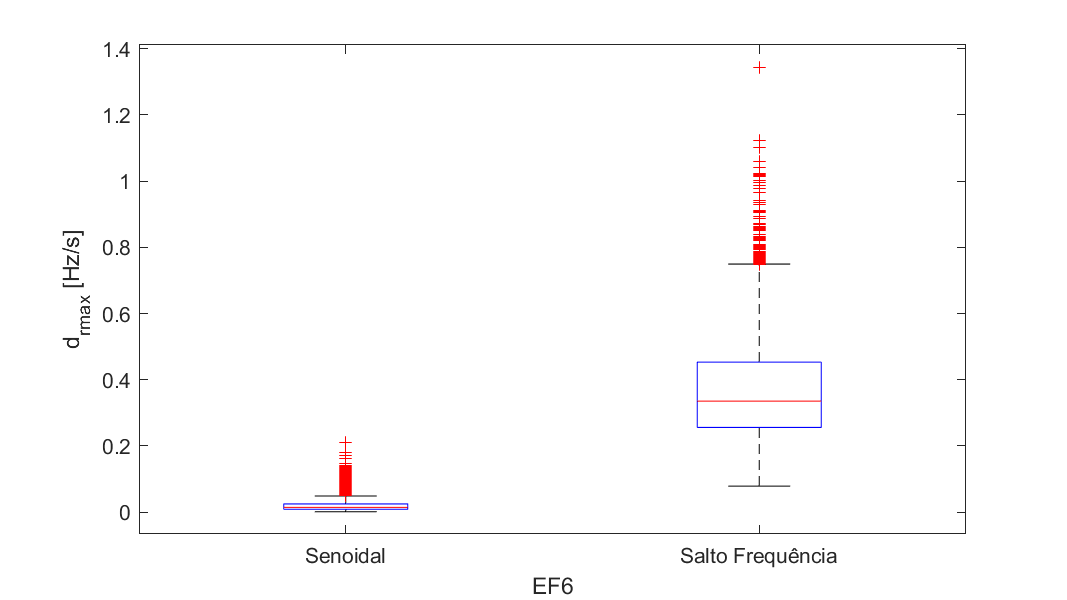 1.4
1.2
1
0.8
0.6
0.4
0.2
0
d_rmax [Hz/s]
Senoidal
Salto Frequência
EF6